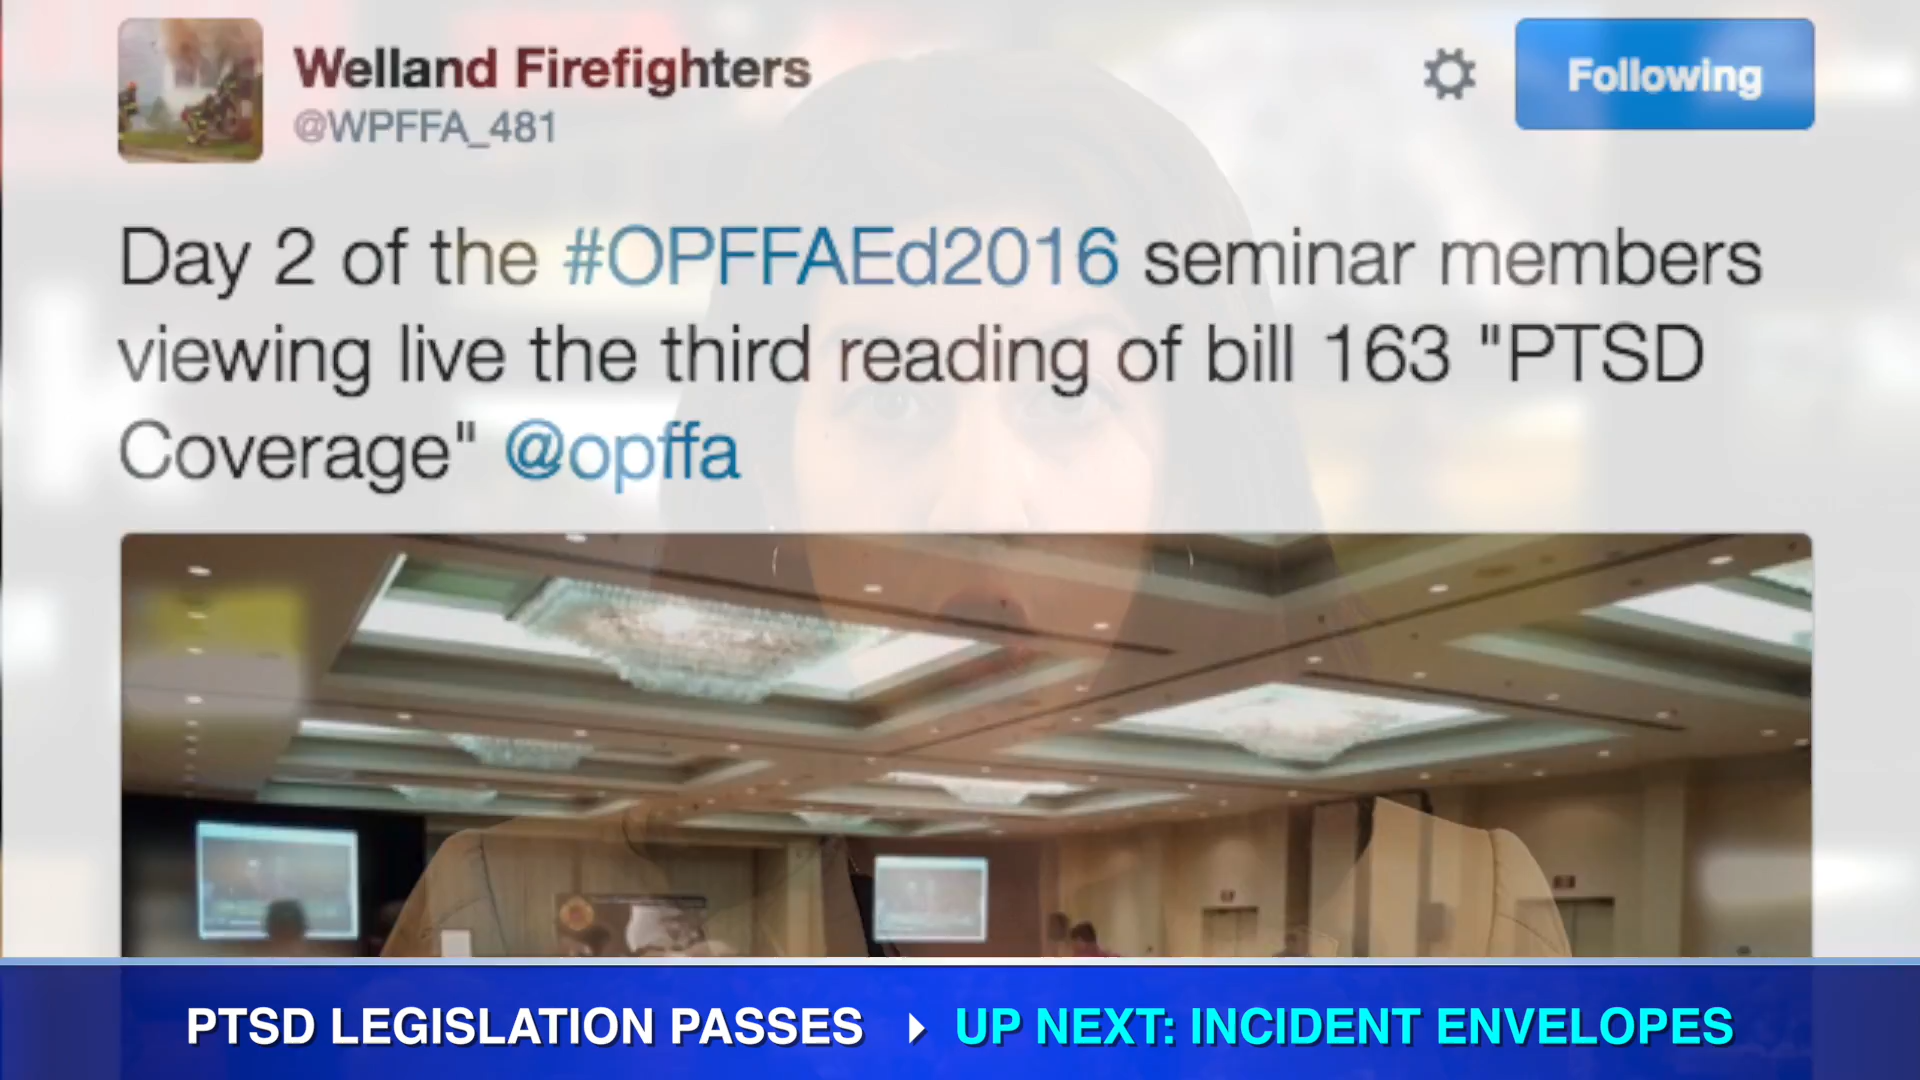 Welland Firefighters
@WPFFA_481
Following
Day 2 of the #OPFFAEd2016 seminar members
viewing live the third reading of bill 163 "PTSD
Coverage" @opffa
PTSD LEGISLATION PASSES
UP NEXT: INCIDENT ENVELOPES